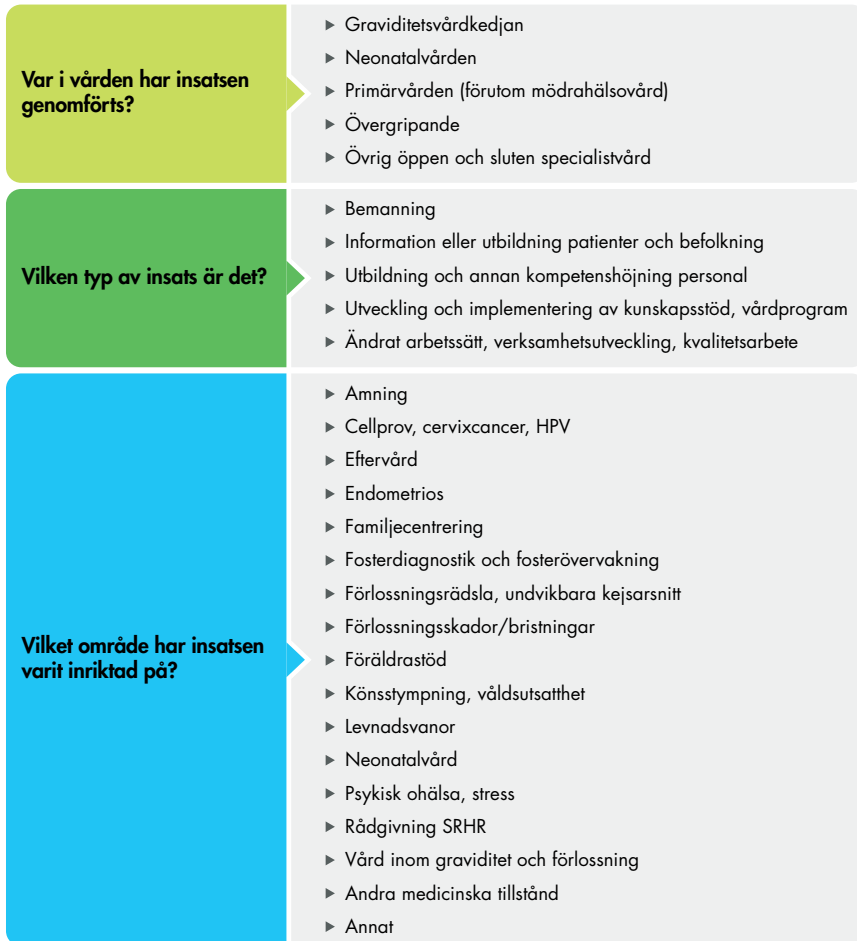 Var i vården har insatsen
genomförts?
▶ Graviditetsvårdkedjan
▶ Neonatalvården
▶ Primärvården (förutom mödrahälsovård)
▶ Övergripande
▶ Övrig öppen och sluten specialistvård
Vilken typ av insats är det?
▶ Bemanning
▶ Information eller utbildning patienter och befolkning
▶ Utbildning och annan kompetenshöjning personal
▶ Utveckling och implementering av kunskapsstöd, vårdprogram
▶ Ändrat arbetssätt, verksamhetsutveckling, kvalitetsarbete
Vilket område har insatsen
varit inriktad på?
▶ Amning
▶ Cellprov, cervixcancer, HPV
▶ Eftervård
▶ Endometrios
▶ Familjecentrering
▶ Fosterdiagnostik och fosterövervakning
▶ Förlossningsrädsla, undvikbara kejsarsnitt
▶ Förlossningsskador/bristningar
▶ Föräldrastöd
▶ Könsstympning, våldsutsatthet
▶ Levnadsvanor
▶ Neonatalvård
▶ Psykisk ohälsa, stress
▶ Rådgivning SRHR
▶ Vård inom graviditet och förlossning
▶ Andra medicinska tillstånd
▶ Annat